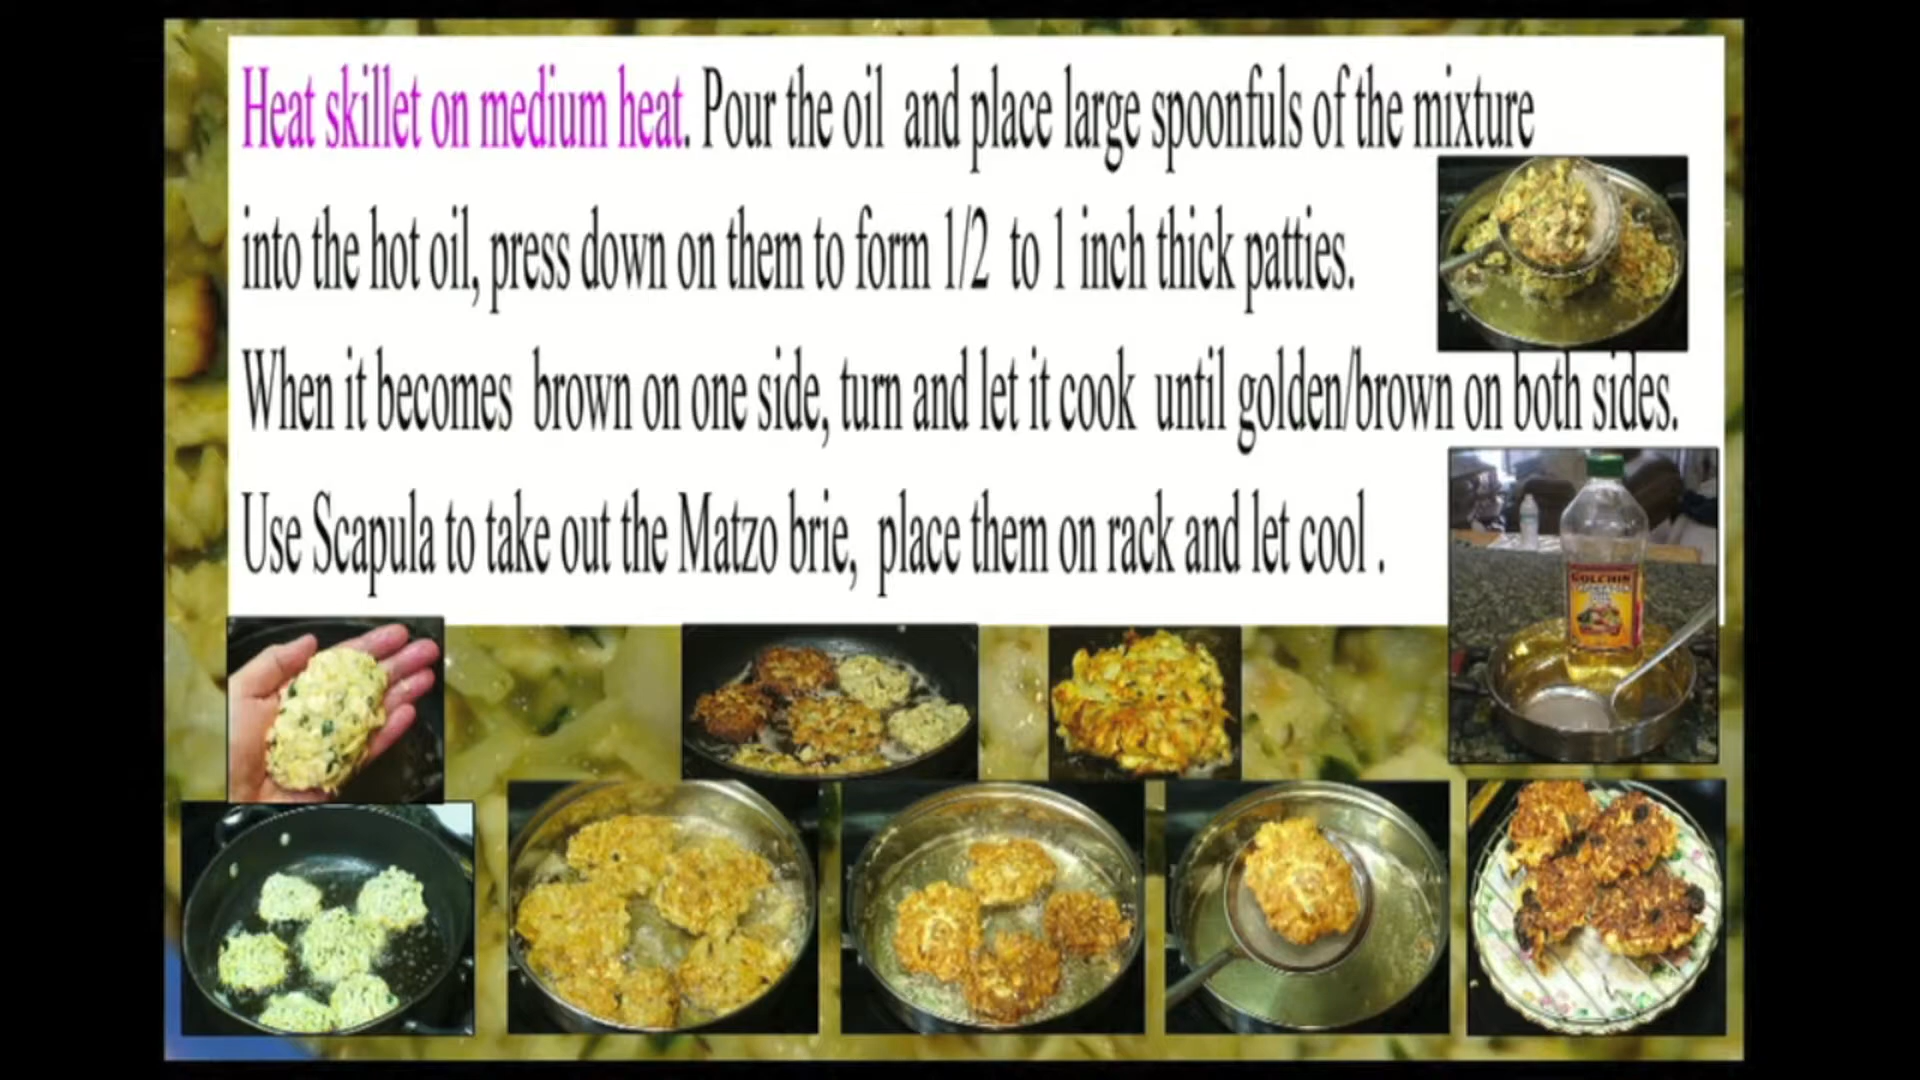 Heat skillet on medium heat. Pour the oil and place large spoonfuls of the mixture
into the hot oil, press down on them to form 1/2 to 1 inch thick patties.
When it becomes brown on one side, turn and let it cook until golden/brown on both sides.
Use Scapula to take out the Matzo brie, place them on rack and let cool .
GOLCHIN